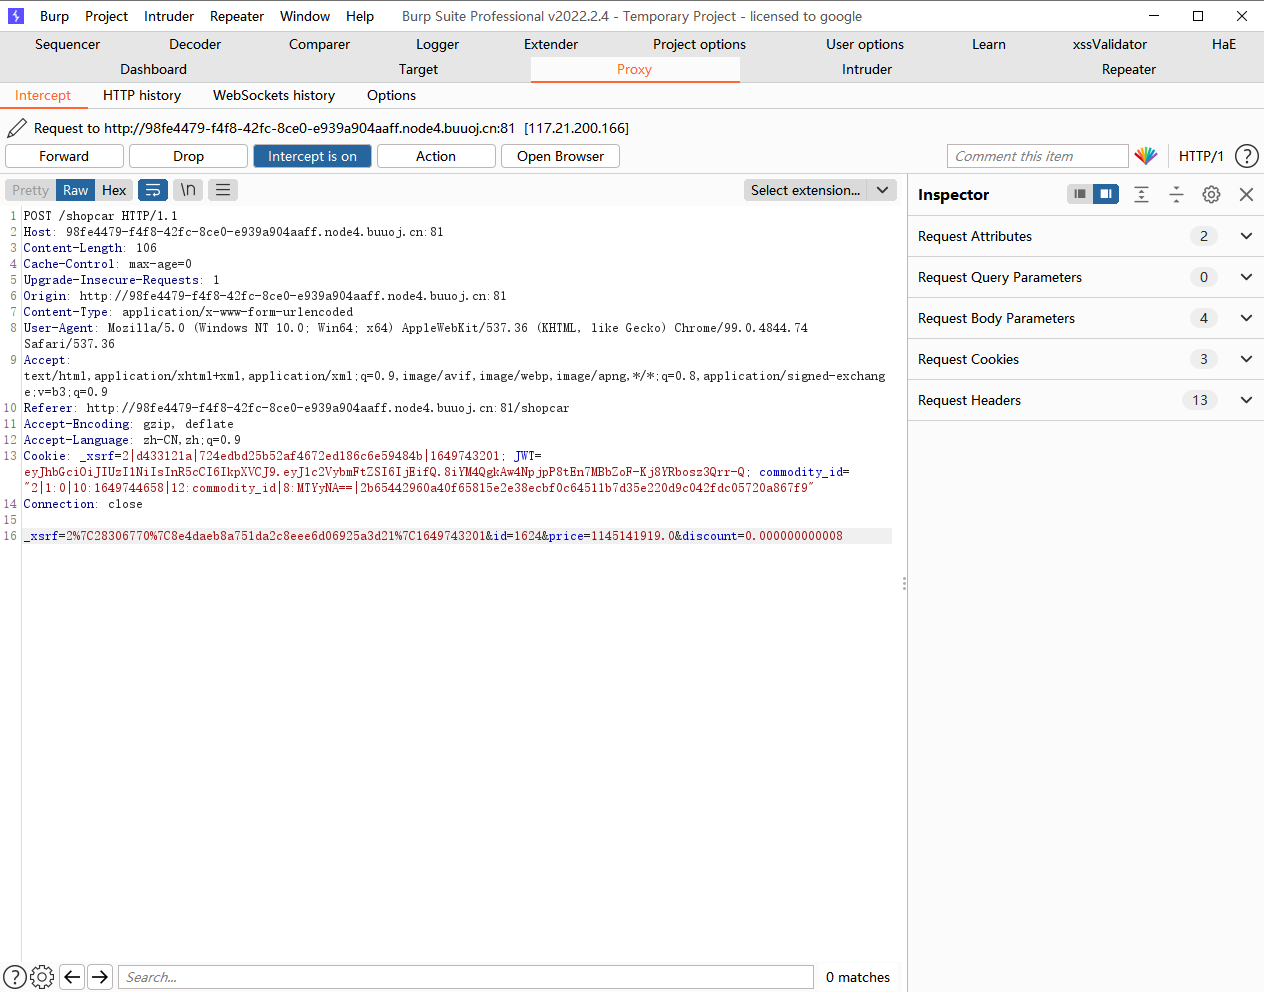 Burp Project Intruder Repeater Window Help Burp Suite Professional v2022.2.4 - Temporary Project - licensed to google
Sequencer Decoder Comparer Logger Extender Project options User options Learn xssValidator HaE
Dashboard Target Proxy Intruder Repeater
Intercept HTTP history WebSockets history Options
Request to http://98fe4479-f4f8-42fc-8ce0-e939a904aaff.node4.buuoj.cn:81 [117.21.200.166]
Forward Drop Intercept is on Action Open Browser Comment this item HTTP/1 ?
Pretty Raw Hex \n Select extension...
1 POST /shopcar HTTP/1.1
2 Host: 98fe4479-f4f8-42fc-8ce0-e939a904aaff.node4.buuoj.cn:81
3 Content-Length: 106
4 Cache-Control: max-age=0
5 Upgrade-Insecure-Requests: 1
6 Origin: http://98fe4479-f4f8-42fc-8ce0-e939a904aaff.node4.buuoj.cn:81
7 Content-Type: application/x-www-form-urlencoded
8 User-Agent: Mozilla/5.0 (Windows NT 10.0; Win64; x64) AppleWebKit/537.36 (KHTML, like Gecko) Chrome/99.0.4844.74
Safari/537.36
9 Accept:
text/html,application/xhtml+xml,application/xml;q=0.9,image/avif,image/webp,image/apng,*/*;q=0.8,application/signed-exchang
e;v=b3;q=0.9
10 Referer: http://98fe4479-f4f8-42fc-8ce0-e939a904aaff.node4.buuoj.cn:81/shopcar
11 Accept-Encoding: gzip, deflate
12 Accept-Language: zh-CN,zh;q=0.9
13 Cookie: _xsrf=2|d433121a|724edbd25b52af4672ed186c6e59484b|1649743201; JWT=
eyJhbGciOiJIUzI1NiIsInR5cCI6IkpXVCJ9.eyJ1c2VybmFtZSI6IjEifQ.8iYM4QgkAw4NpjpP8tEn7MBbZoF-Kj8YRbosz3Qrr-Q; commodity_id=
"2|1:0|10:1649744658|12:commodity_id|8:MTYyNA==|2b65442960a40f65815e2e38ecbf0c64511b7d35e220d9c042fdc05720a867f9"
14 Connection: close
15
16 _xsrf=2%7C28306770%7C8e4daeb8a751da2c8eee6d06925a3d21%7C1649743201&id=1624&price=1145141919.0&discount=0.000000000008
Inspector
Request Attributes 2
Request Query Parameters 0
Request Body Parameters 4
Request Cookies 3
Request Headers 13
? Search... 0 matches